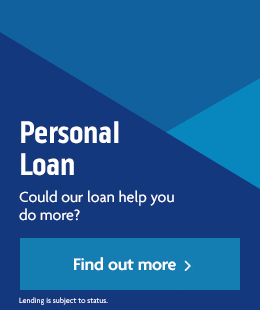 Personal
Loan
Could our loan help you
do more?
Find out more
Lending is subject to status.